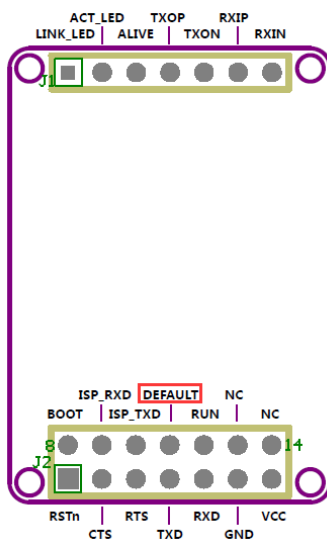 ACT_LED TXOP RXIP
LINK_LED ALIVE TXON RXIN
J1
ISP_RXD DEFAULT NC
BOOT ISP_TXD RUN NC
8 14
J2
RSTn RTS RXD VCC
CTS TXD GND